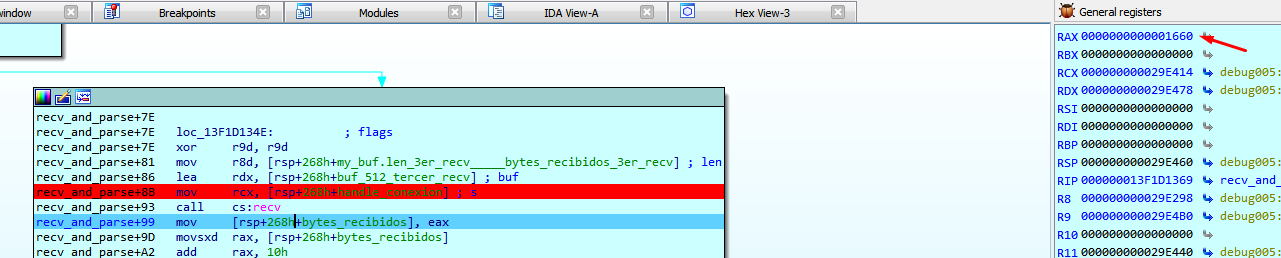 window
Breakpoints
Modules
IDA View-A
Hex View-3
General registers
recv_and_parse+7E
recv_and_parse+7E loc_13F1D134E: ; flags
recv_and_parse+7E xor r9d, r9d
recv_and_parse+81 mov r8d, [rsp+268h+my_buf.len_3er_recv_____bytes_recibidos_3er_recv] ; len
recv_and_parse+86 lea rdx, [rsp+268h+buf_512_tercer_recv] ; buf
recv_and_parse+8B mov rcx, [rsp+268h+handle_conexion] ; s
recv_and_parse+93 call cs:recv
recv_and_parse+99 mov [rsp+268h+bytes_recibidos], eax
recv_and_parse+9D movsxd rax, [rsp+268h+bytes_recibidos]
recv_and_parse+A2 add rax, 10h
RAX 0000000000001660
RBX 0000000000000000
RCX 000000000029E414 debug005:
RDX 000000000029E478 debug005:
RSI 0000000000000000
RDI 0000000000000000
RBP 0000000000000000
RSP 000000000029E460 debug005:
RIP 000000013F1D1369 recv_and_
R8 000000000029E298 debug005:
R9 000000000029E4B0 debug005:
R10 0000000000000000
R11 000000000029E440 debug005: